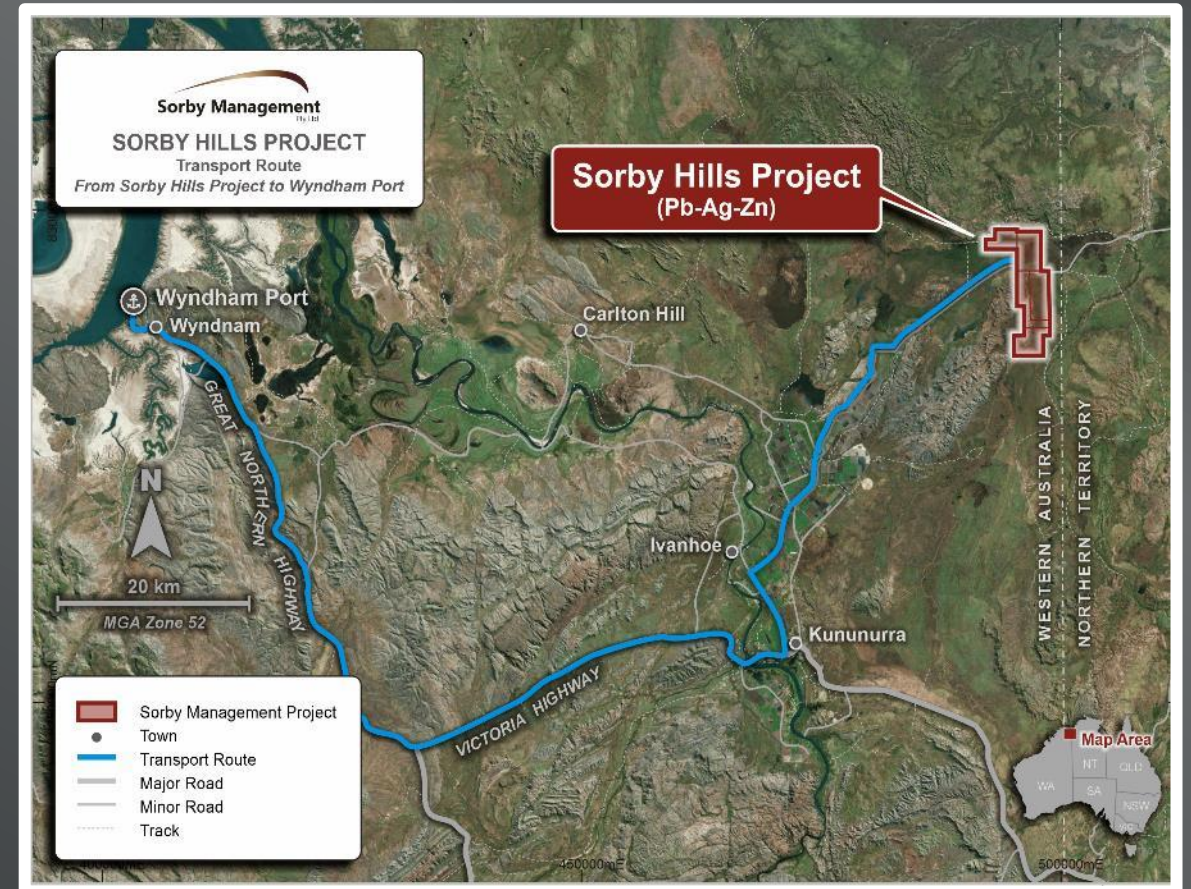 Sorby Management
Pty Ltd
SORBY HILLS PROJECT
Transport Route
From Sorby Hills Project to Wyndham Port
Sorby Hills Project
(Pb-Ag-Zn)
Wyndham Port
Wyndnam
Carlton Hill
GREAT NORTHERN HIGHWAY
N
20 km
MGA Zone 52
Ivanhoe
Kununurra
VICTORIA HIGHWAY
WESTERN AUSTRALIA
NORTHERN TERRITORY
Sorby Management Project
Town
Transport Route
Major Road
Minor Road
Track
Map Area
WA
NT
QLD
SA
NSW
450000mE
500000mE